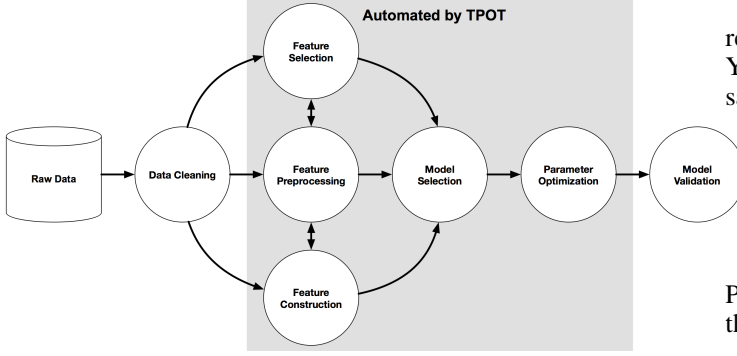 Automated by TPOT
Feature
Selection
Raw Data
Data Cleaning
Feature
Preprocessing
Model
Selection
Parameter
Optimization
Model
Validation
Feature
Construction